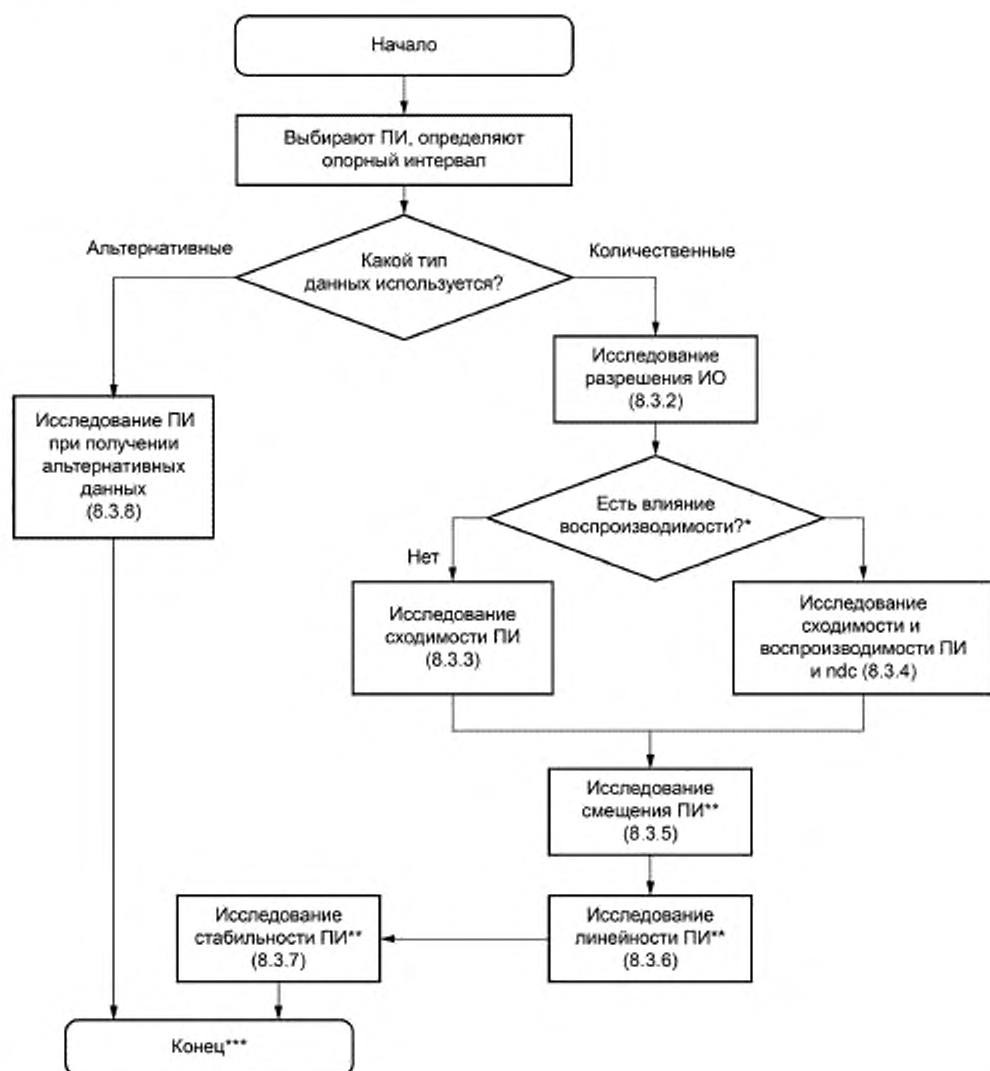 Начало
Выбирают ПИ, определяют
опорный интервал
Альтернативные
Какой тип
данных используется?
Количественные
Исследование
разрешения ИО
(8.3.2)
Исследование ПИ
при получении
альтернативных
данных
(8.3.8)
Есть влияние
воспроизводимости?*
Нет
Исследование
сходимости ПИ
(8.3.3)
Исследование
сходимости и
воспроизводимости ПИ
и ndc (8.3.4)
Исследование
смещения ПИ**
(8.3.5)
Исследование
линейности ПИ**
(8.3.6)
Исследование
стабильности ПИ**
(8.3.7)
Конец***